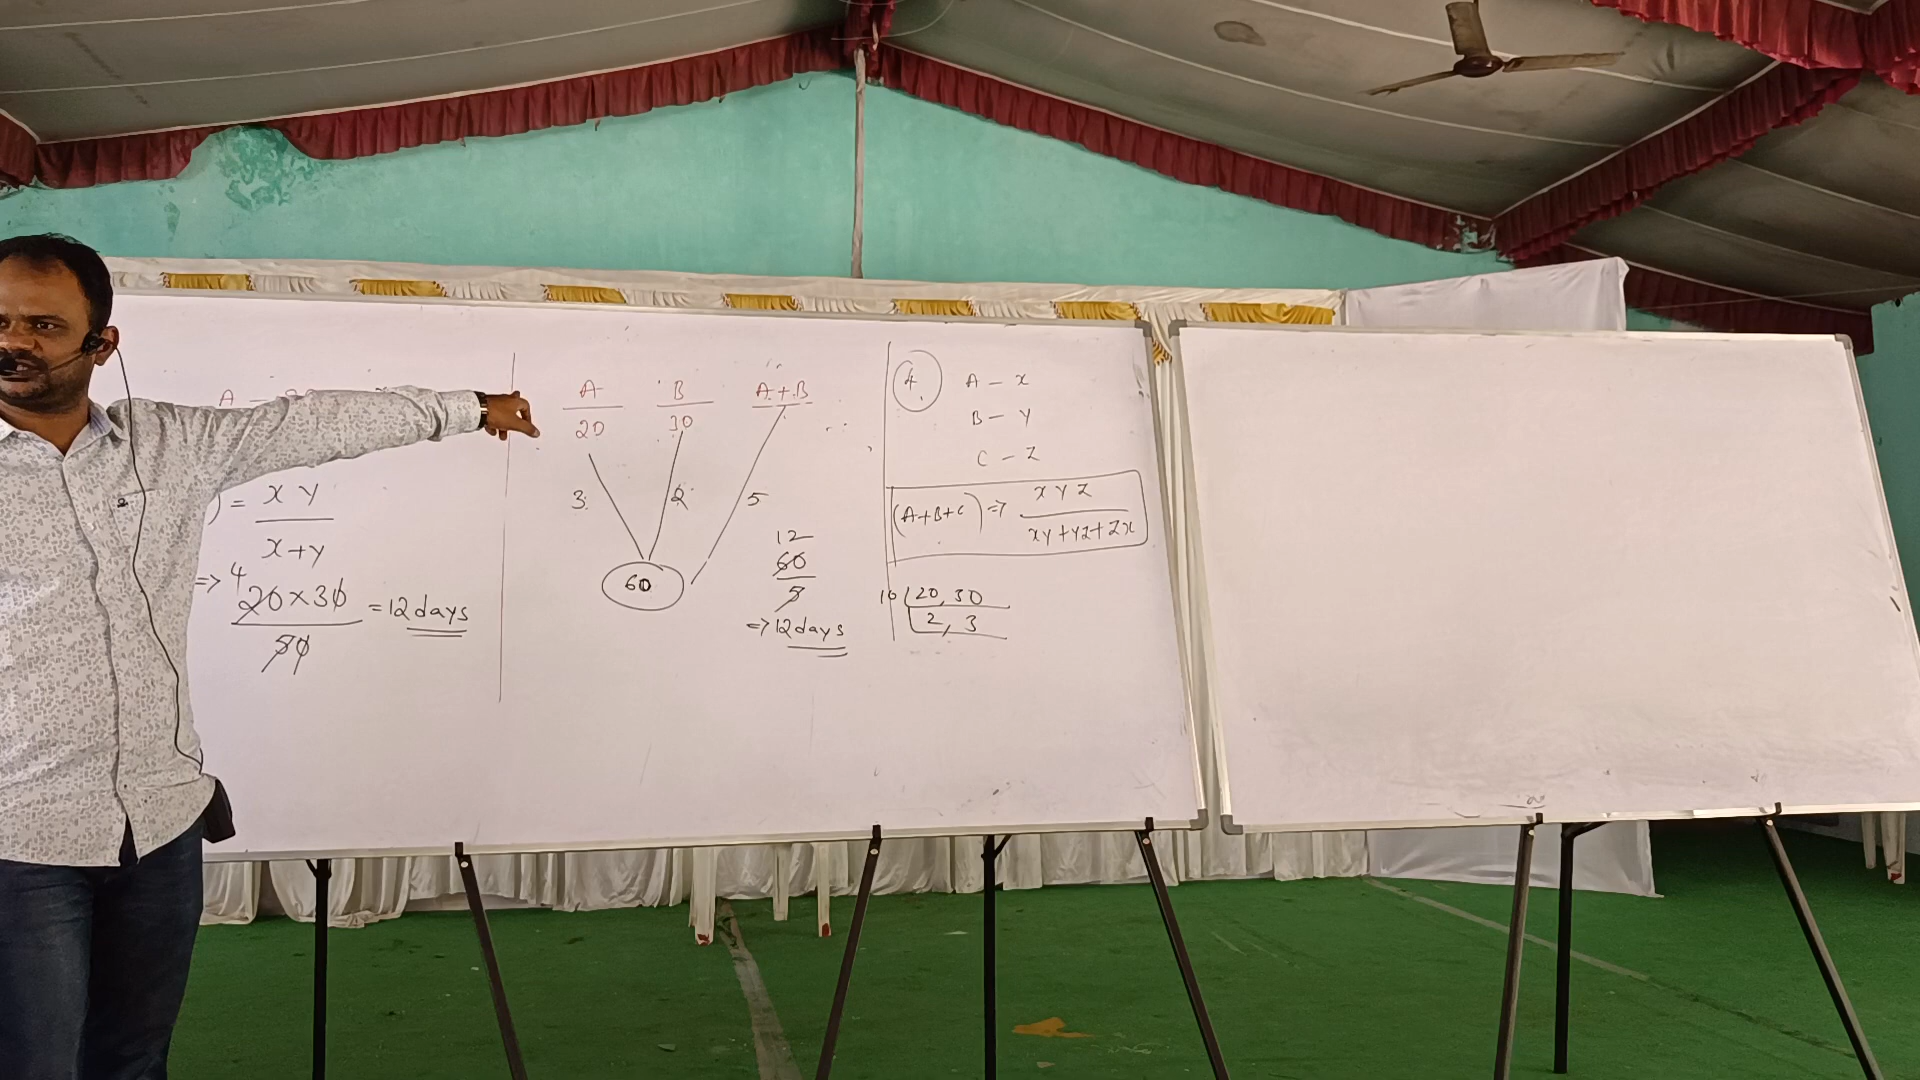 A —
) = x y
x+y
=> 4
20×30 = 12 days
50
A B A+B
20 30
3 2 5
60
12
60
5
=> 12 days
4. A — x
B — y
C — z
(A+B+C) => x y z
xy+yz+zx
10 20, 30
2, 3